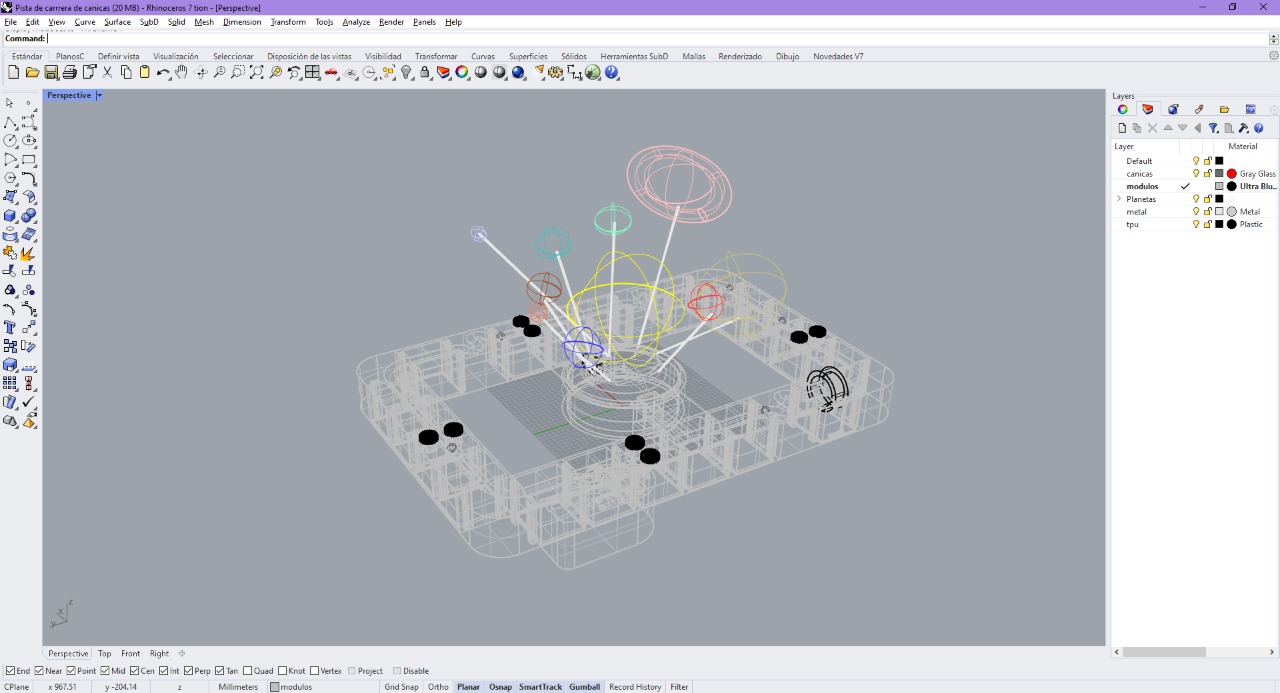 Pista de carrera de canicas (20 MB) - Rhinoceros 7 tion - [Perspective]
File Edit View Curve Surface SubD Solid Mesh Dimension Transform Tools Analyze Render Panels Help
Command:
Estándar PlanosC Definir vista Visualización Seleccionar Disposición de las vistas Visibilidad Transformar Curvas Superficies Sólidos Herramientas SubD Mallas Renderizado Dibujo Novedades V7
Perspective
Layers
Layer Material
Default
canicas Gray Glass
modulos Ultra Blu...
Planetas
metal Metal
tpu Plastic
z
x
y
Perspective Top Front Right
End Near Point Mid Cen Int Perp Tan Quad Knot Vertex Project Disable
CPlane x 967.51 y -204.14 z Millimeters modulos Grid Snap Ortho Planar Osnap SmartTrack Gumball Record History Filter